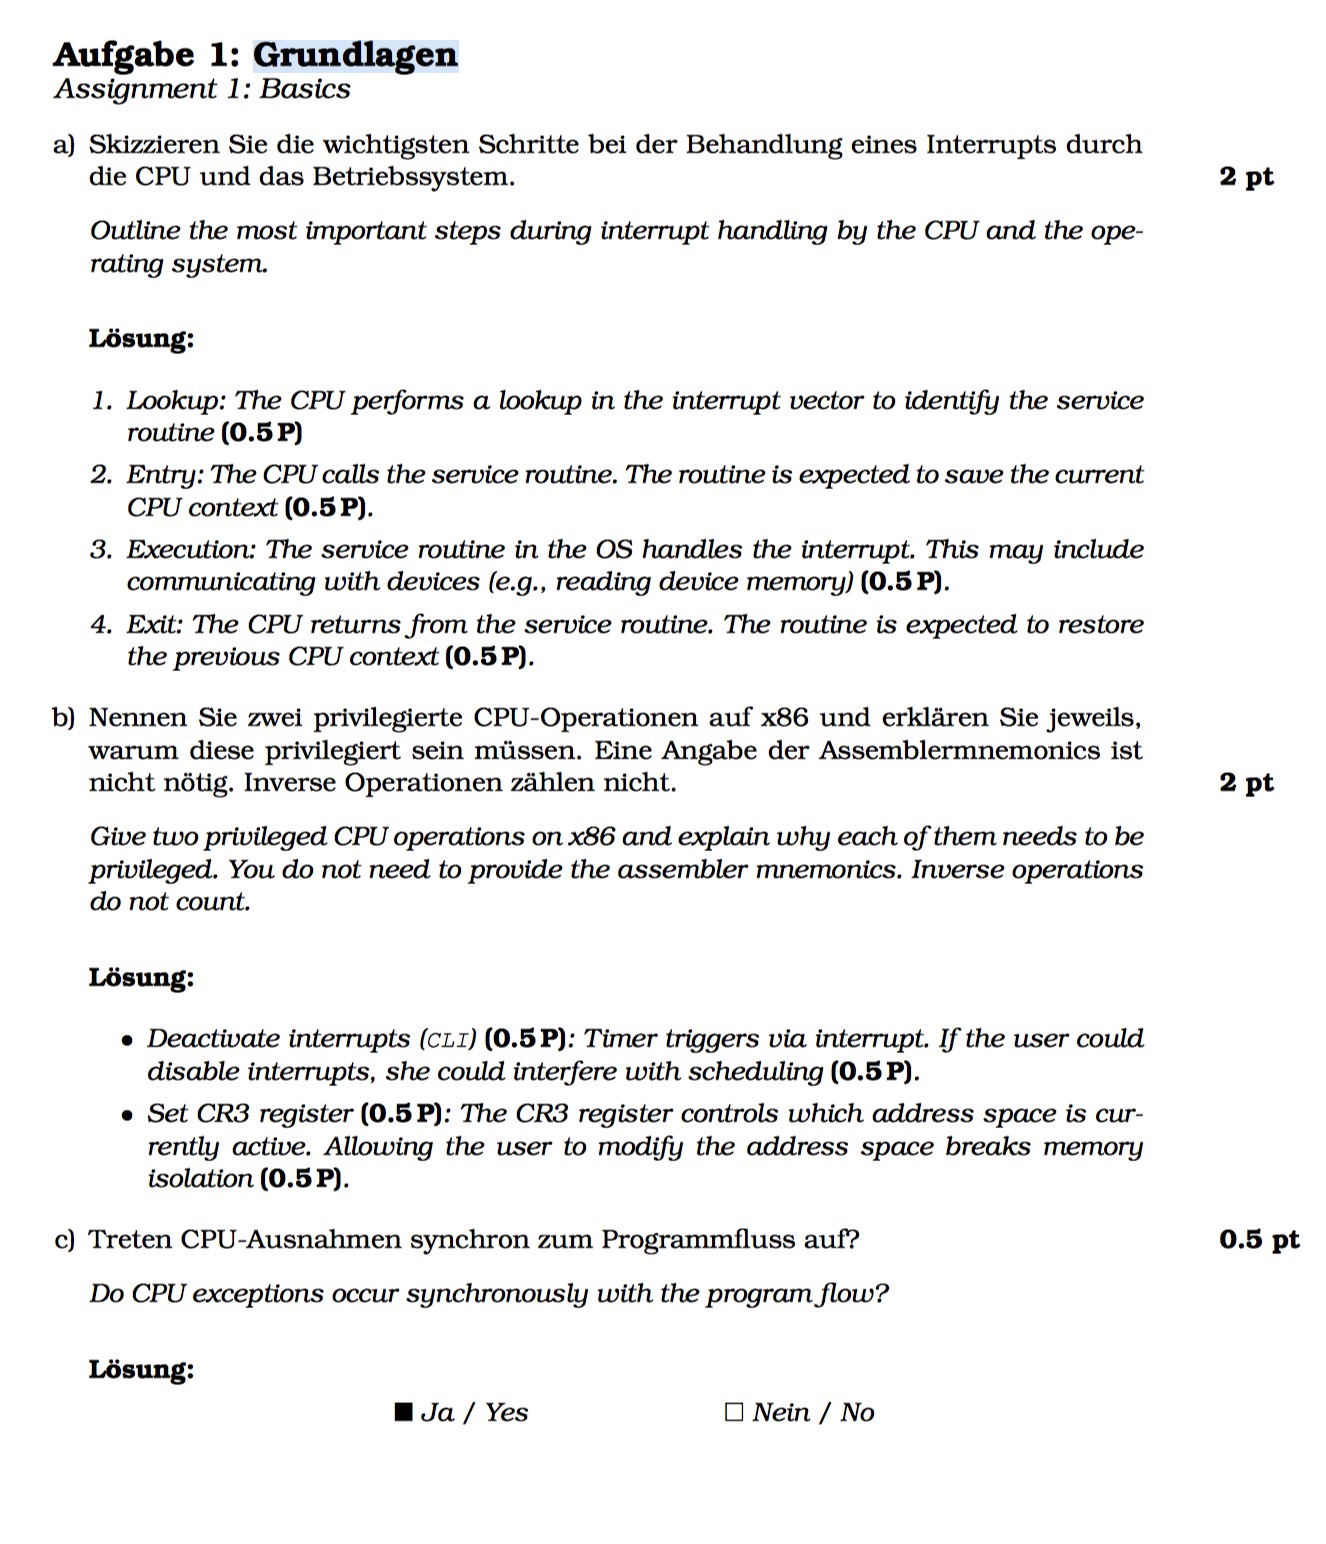 Aufgabe 1: Grundlagen
Assignment 1: Basics
a) Skizzieren Sie die wichtigsten Schritte bei der Behandlung eines Interrupts durch
die CPU und das Betriebssystem. 2 pt
Outline the most important steps during interrupt handling by the CPU and the ope-
rating system.
Lösung:
1. Lookup: The CPU performs a lookup in the interrupt vector to identify the service
routine (0.5 P)
2. Entry: The CPU calls the service routine. The routine is expected to save the current
CPU context (0.5 P).
3. Execution: The service routine in the OS handles the interrupt. This may include
communicating with devices (e.g., reading device memory) (0.5 P).
4. Exit: The CPU returns from the service routine. The routine is expected to restore
the previous CPU context (0.5 P).
b) Nennen Sie zwei privilegierte CPU-Operationen auf x86 und erklären Sie jeweils,
warum diese privilegiert sein müssen. Eine Angabe der Assemblermnemonics ist
nicht nötig. Inverse Operationen zählen nicht. 2 pt
Give two privileged CPU operations on x86 and explain why each of them needs to be
privileged. You do not need to provide the assembler mnemonics. Inverse operations
do not count.
Lösung:
• Deactivate interrupts (CLI) (0.5 P): Timer triggers via interrupt. If the user could
disable interrupts, she could interfere with scheduling (0.5 P).
• Set CR3 register (0.5 P): The CR3 register controls which address space is cur-
rently active. Allowing the user to modify the address space breaks memory
isolation (0.5 P).
c) Treten CPU-Ausnahmen synchron zum Programmfluss auf? 0.5 pt
Do CPU exceptions occur synchronously with the program flow?
Lösung:
■ Ja / Yes □ Nein / No